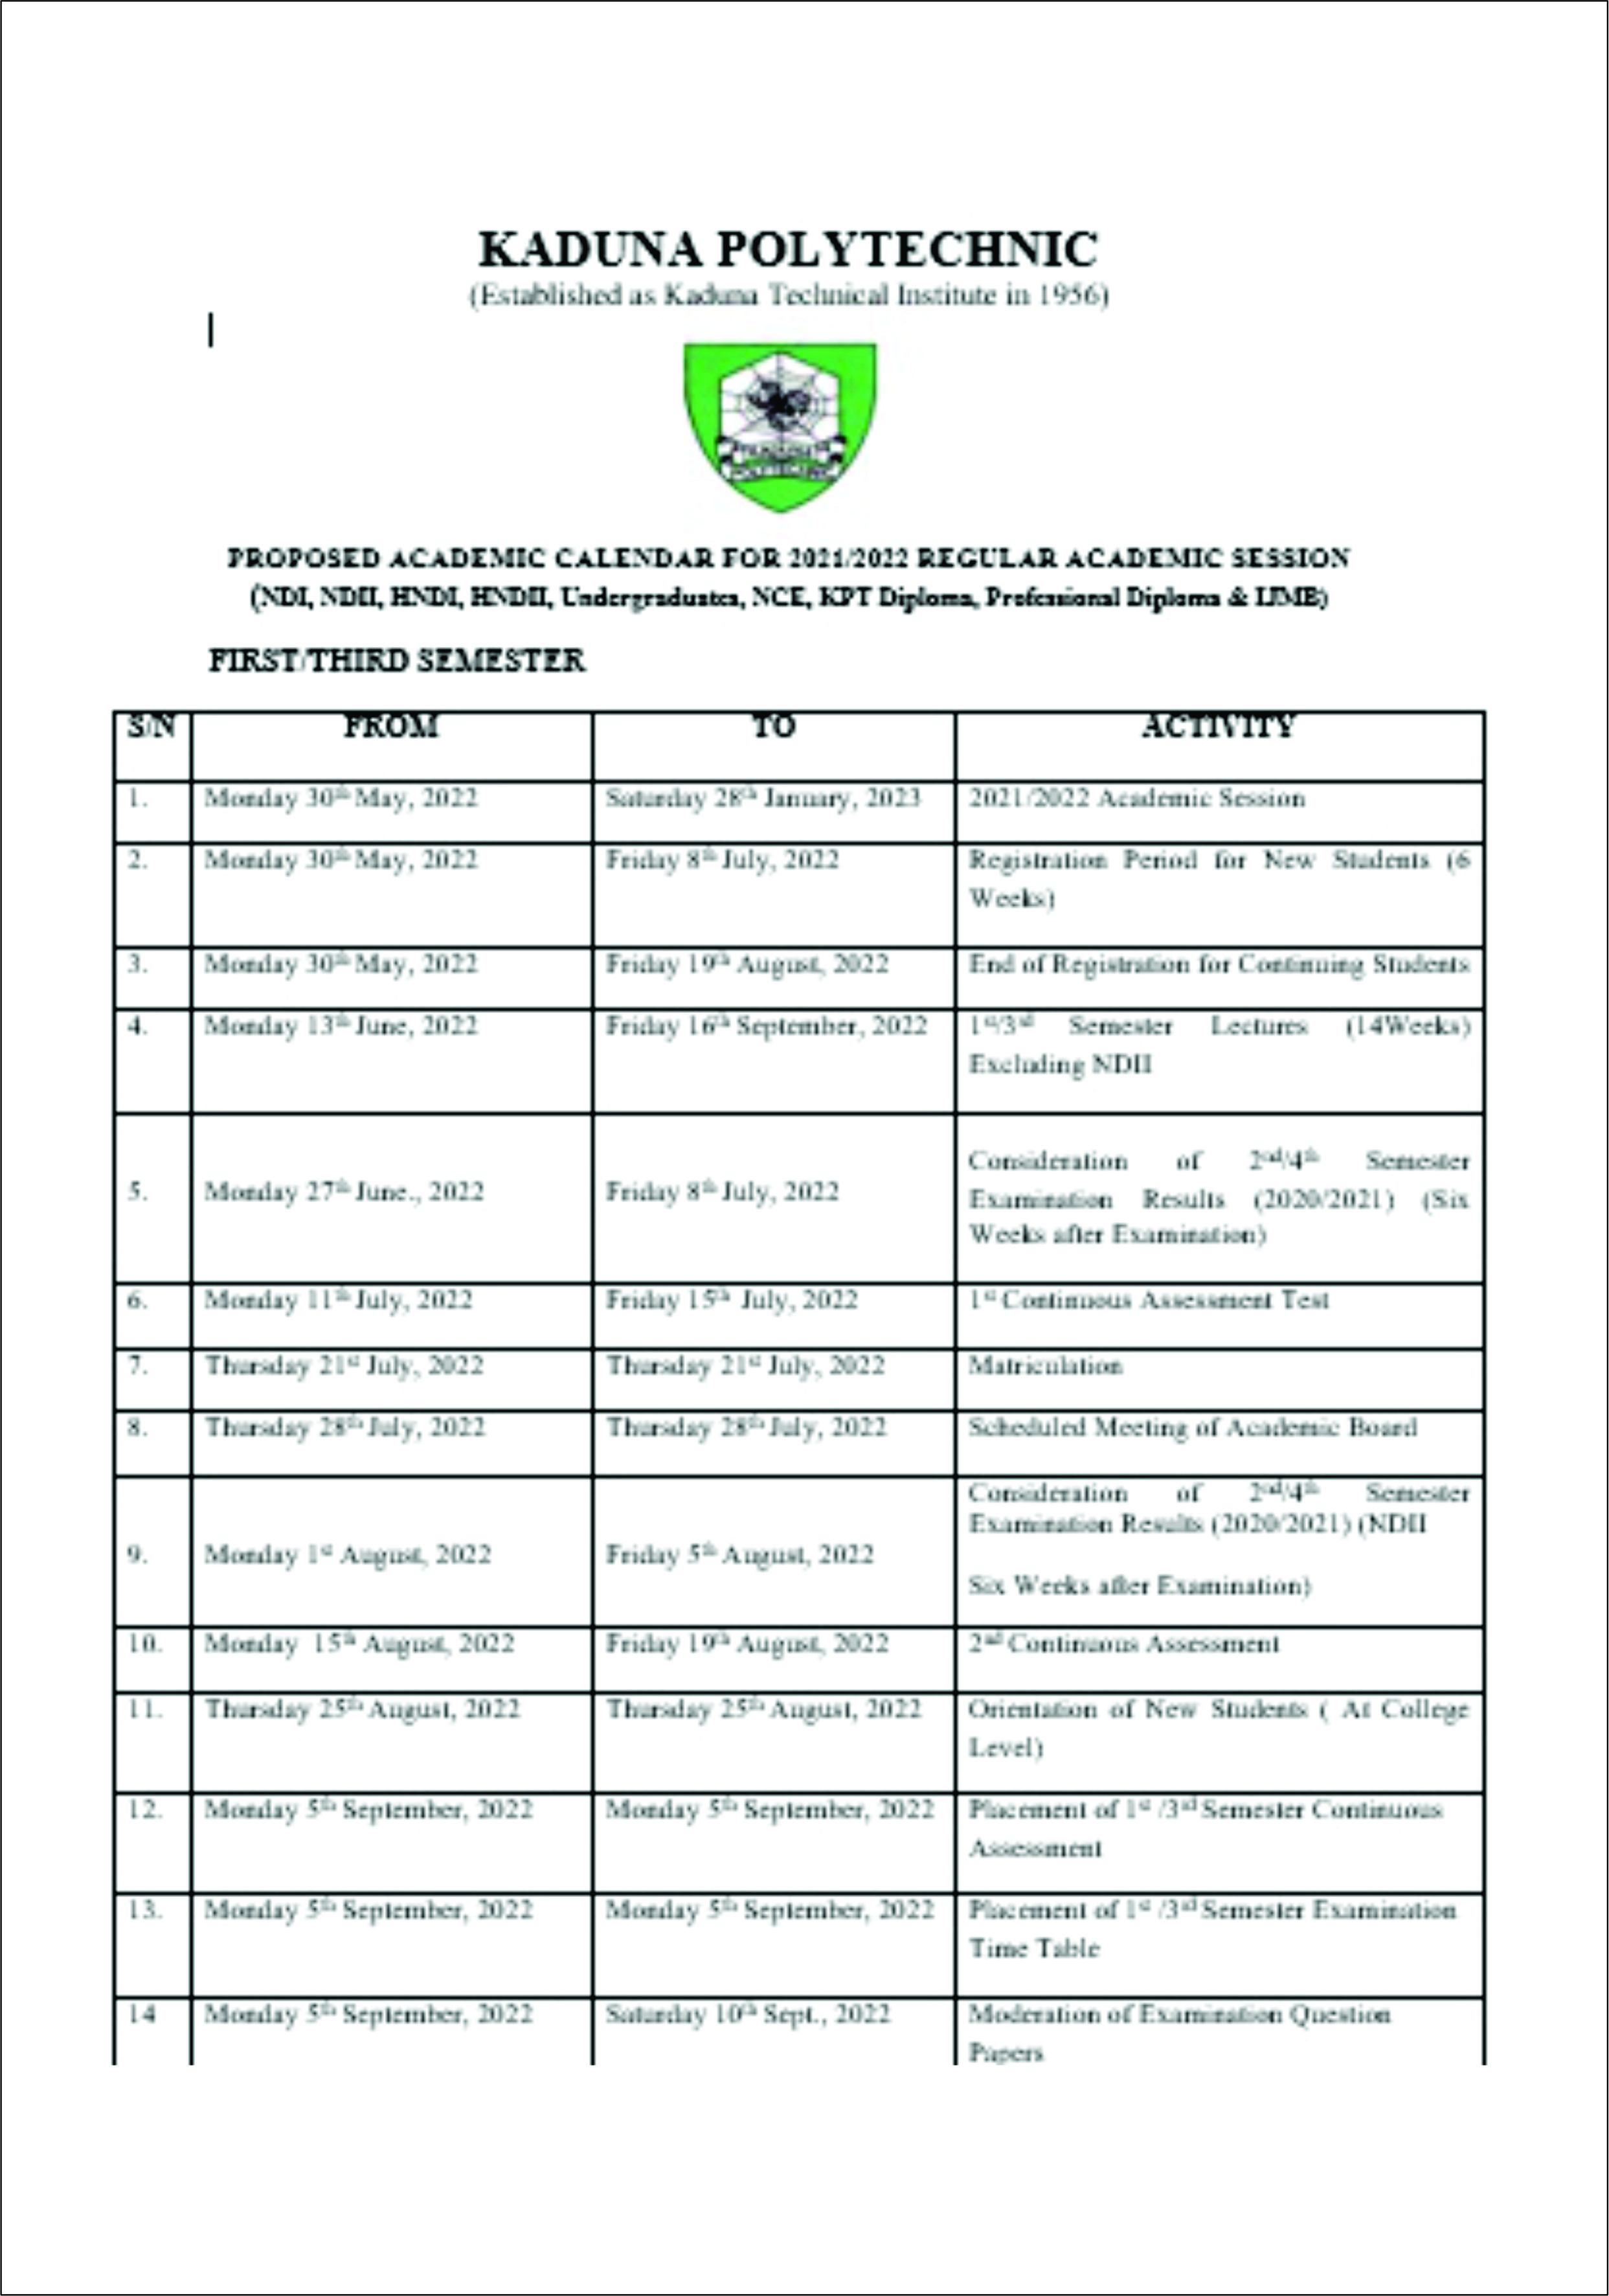 KADUNA POLYTECHNIC
(Established as Kaduna Technical Institute in 1956)
POLYTECHNIC
PROPOSED ACADEMIC CALENDAR FOR 2021/2022 REGULAR ACADEMIC SESSION
(NDI, NDII, HNDI, HNDII, Undergraduates, NCE, KPT Diploma, Professional Diploma & IJMB)
FIRST/THIRD SEMESTER
S/N FROM TO ACTIVITY
1. Monday 30th May, 2022 Saturday 28th January, 2023 2021/2022 Academic Session
2. Monday 30th May, 2022 Friday 8th July, 2022 Registration Period for New Students (6
Weeks)
3. Monday 30th May, 2022 Friday 19th August, 2022 End of Registration for Continuing Students
4. Monday 13th June, 2022 Friday 16th September, 2022 1st/3rd Semester Lectures (14Weeks)
Excluding NDII
Consideration of 2nd/4th Semester
5. Monday 27th June., 2022 Friday 8th July, 2022 Examination Results (2020/2021) (Six
Weeks after Examination)
6. Monday 11th July, 2022 Friday 15th July, 2022 1st Continuous Assessment Test
7. Thursday 21st July, 2022 Thursday 21st July, 2022 Matriculation
8. Thursday 28th July, 2022 Thursday 28th July, 2022 Scheduled Meeting of Academic Board
Consideration of 2nd/4th Semester
Examination Results (2020/2021) (NDII
9. Monday 1st August, 2022 Friday 5th August, 2022
Six Weeks after Examination)
10. Monday 15th August, 2022 Friday 19th August, 2022 2nd Continuous Assessment
11. Thursday 25th August, 2022 Thursday 25th August, 2022 Orientation of New Students ( At College
Level)
12. Monday 5th September, 2022 Monday 5th September, 2022 Placement of 1st /3rd Semester Continuous
Assessment
13. Monday 5th September, 2022 Monday 5th September, 2022 Placement of 1st /3rd Semester Examination
Time Table
14 Monday 5th September, 2022 Saturday 10th Sept., 2022 Moderation of Examination Question
Papers